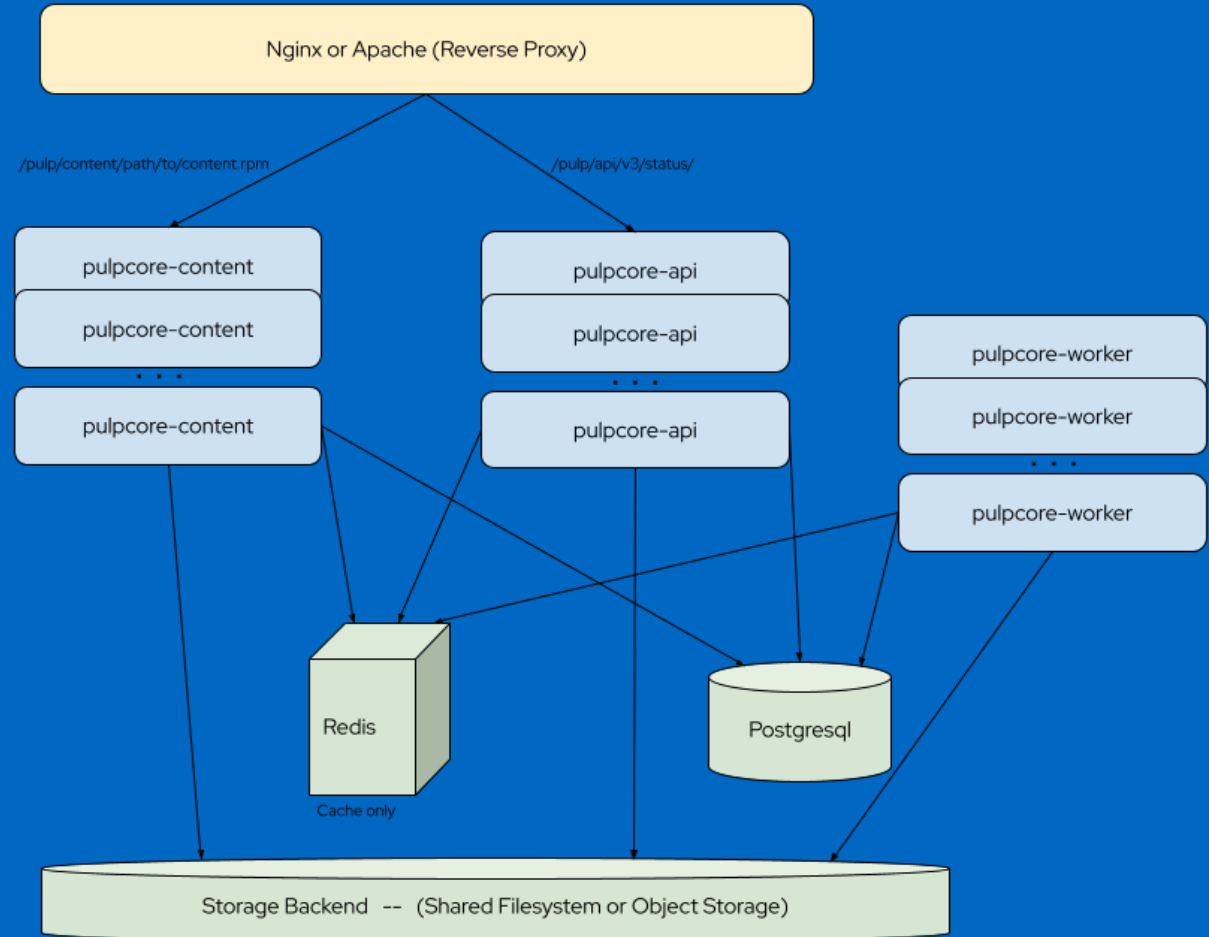 Nginx or Apache (Reverse Proxy)
/pulp/content/path/to/content.rpm
/pulp/api/v3/status/
pulpcore-content
pulpcore-content
. . .
pulpcore-content
pulpcore-api
pulpcore-api
. . .
pulpcore-api
pulpcore-worker
pulpcore-worker
. . .
pulpcore-worker
Redis
Cache only
Postgresql
Storage Backend -- (Shared Filesystem or Object Storage)